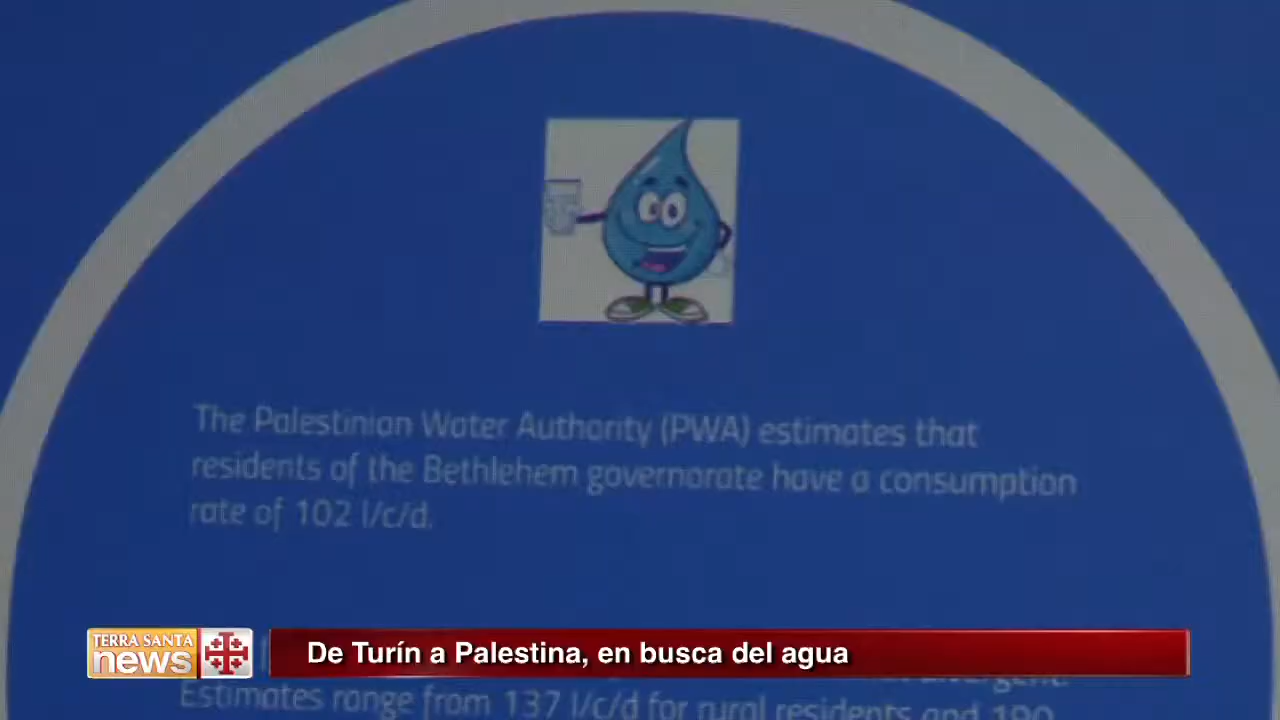 The Palestinian Water Authority (PWA) estimates that
residents of the Bethlehem governorate have a consumption
rate of 102 l/c/d.
TERRA SANTA
news
De Turín a Palestina, en busca del agua
Estimates range from 137 l/c/d for rural residents and 190